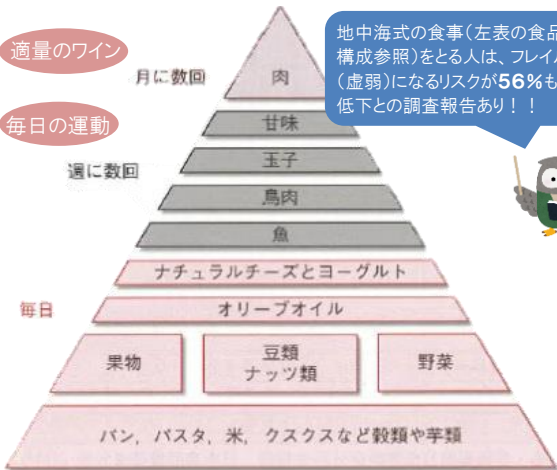 適量のワイン
地中海式の食事(左表の食品
構成参照)をとる人は、フレイル
(虚弱)になるリスクが56%も
低下との調査報告あり!!
月に数回
肉
毎日の運動
甘味
週に数回
玉子
鳥肉
魚
ナチュラルチーズとヨーグルト
毎日
オリーブオイル
果物
豆類
ナッツ類
野菜
パン, パスタ, 米, クスクスなど穀類や芋類